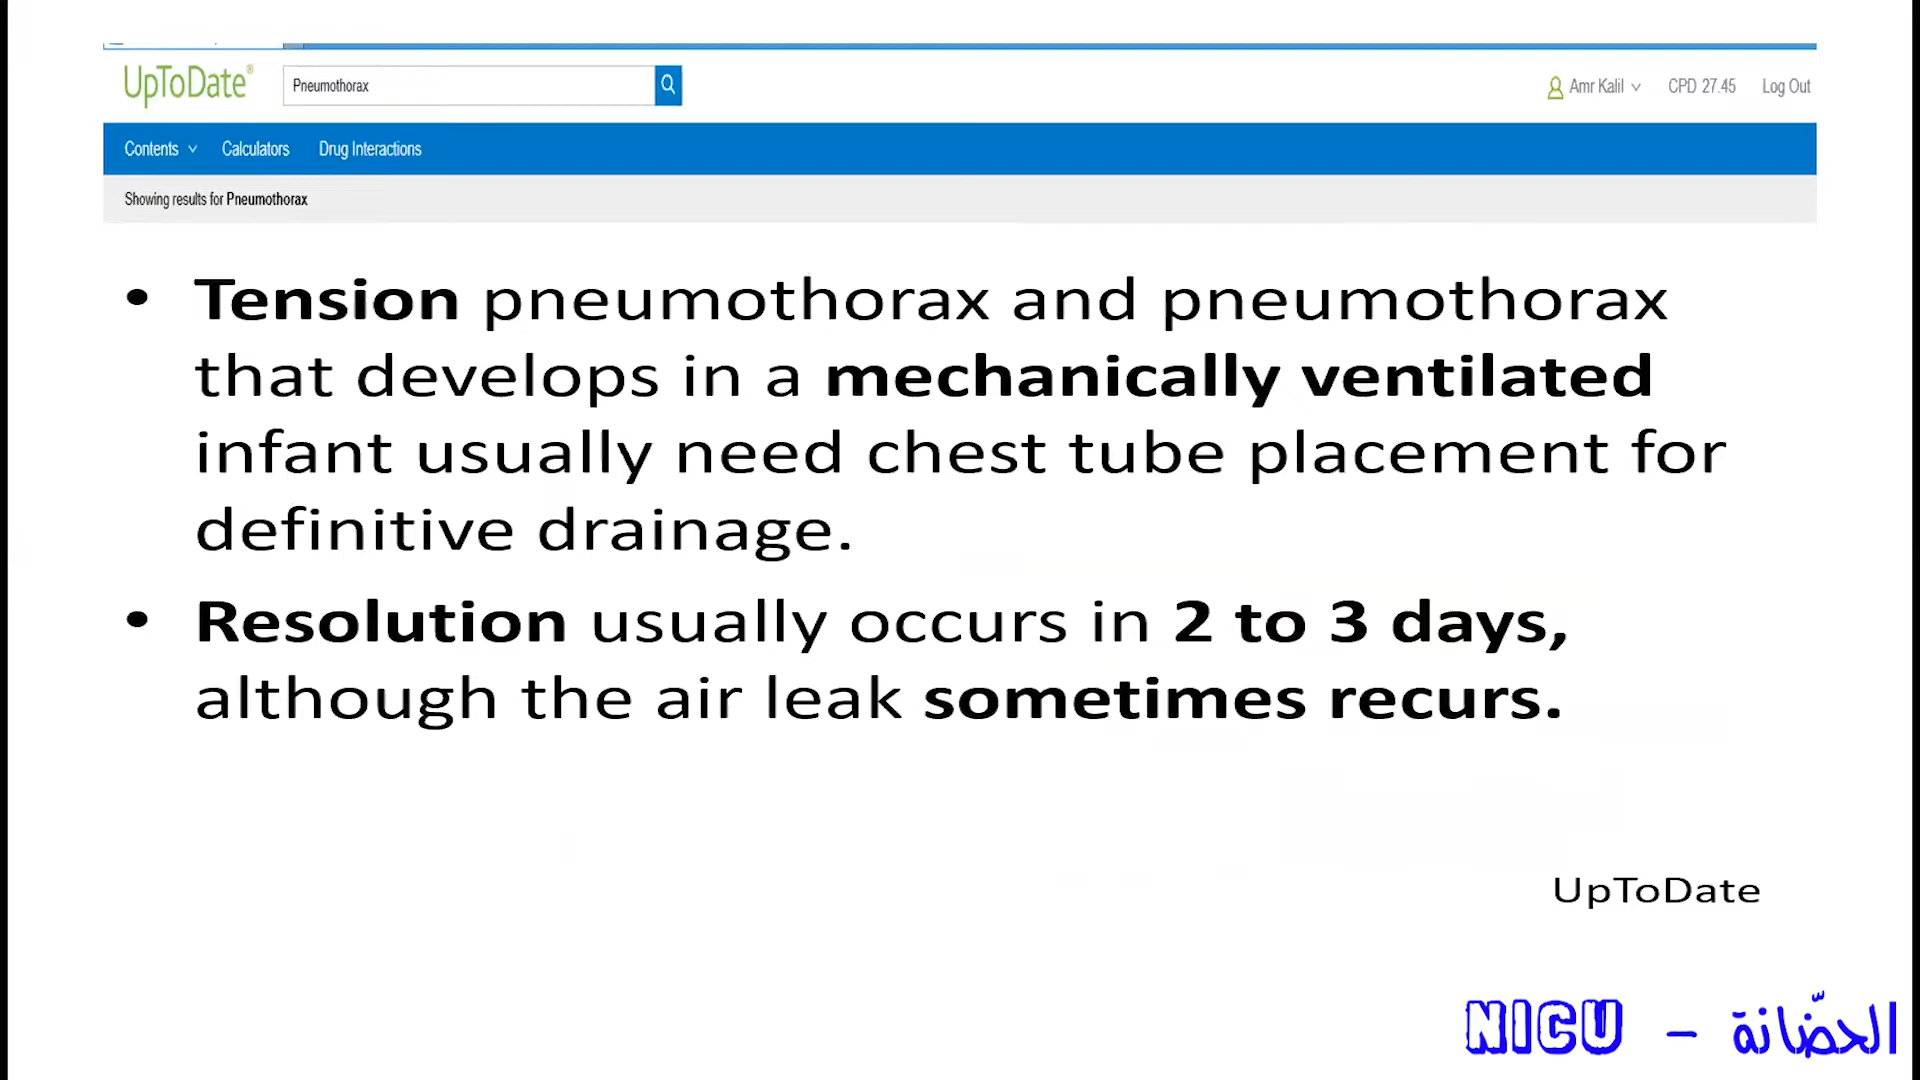 UpToDate®
Pneumothorax
Amr Kalil
CPD 27.45
Log Out
Contents
Calculators
Drug Interactions
Showing results for Pneumothorax
• Tension pneumothorax and pneumothorax
that develops in a mechanically ventilated
infant usually need chest tube placement for
definitive drainage.
• Resolution usually occurs in 2 to 3 days,
although the air leak sometimes recurs.
UpToDate
NICU – الحضّانة